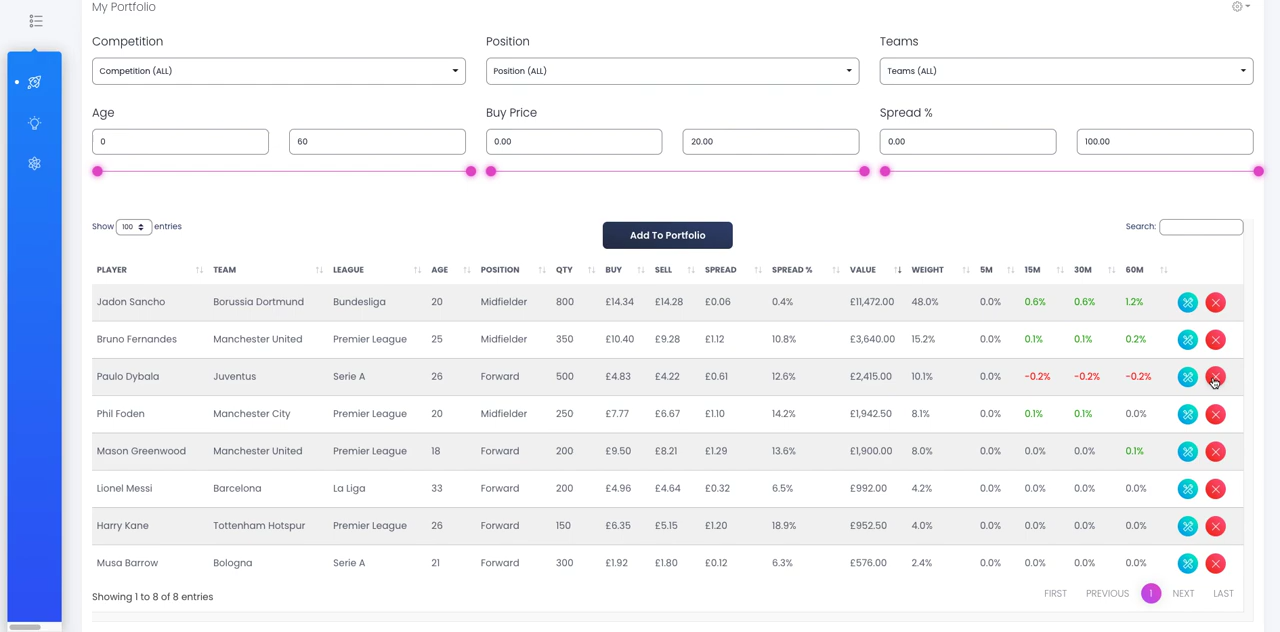 My Portfolio
Competition Position Teams
Competition (ALL) Position (ALL) Teams (ALL)
Age Buy Price Spread %
0 60 0.00 20.00 0.00 100.00
Show 100 entries Add To Portfolio Search:
PLAYER TEAM LEAGUE AGE POSITION QTY BUY SELL SPREAD SPREAD % VALUE WEIGHT 5M 15M 30M 60M
Jadon Sancho Borussia Dortmund Bundesliga 20 Midfielder 800 £14.34 £14.28 £0.06 0.4% £11,472.00 48.0% 0.0% 0.6% 0.6% 1.2%
Bruno Fernandes Manchester United Premier League 25 Midfielder 350 £10.40 £9.28 £1.12 10.8% £3,640.00 15.2% 0.0% 0.1% 0.1% 0.2%
Paulo Dybala Juventus Serie A 26 Forward 500 £4.83 £4.22 £0.61 12.6% £2,415.00 10.1% 0.0% -0.2% -0.2% -0.2%
Phil Foden Manchester City Premier League 20 Midfielder 250 £7.77 £6.67 £1.10 14.2% £1,942.50 8.1% 0.0% 0.1% 0.1% 0.0%
Mason Greenwood Manchester United Premier League 18 Forward 200 £9.50 £8.21 £1.29 13.6% £1,900.00 8.0% 0.0% 0.0% 0.0% 0.1%
Lionel Messi Barcelona La Liga 33 Forward 200 £4.96 £4.64 £0.32 6.5% £992.00 4.2% 0.0% 0.0% 0.0% 0.0%
Harry Kane Tottenham Hotspur Premier League 26 Forward 150 £6.35 £5.15 £1.20 18.9% £952.50 4.0% 0.0% 0.0% 0.0% 0.0%
Musa Barrow Bologna Serie A 21 Forward 300 £1.92 £1.80 £0.12 6.3% £576.00 2.4% 0.0% 0.0% 0.0% 0.0%
Showing 1 to 8 of 8 entries FIRST PREVIOUS 1 NEXT LAST